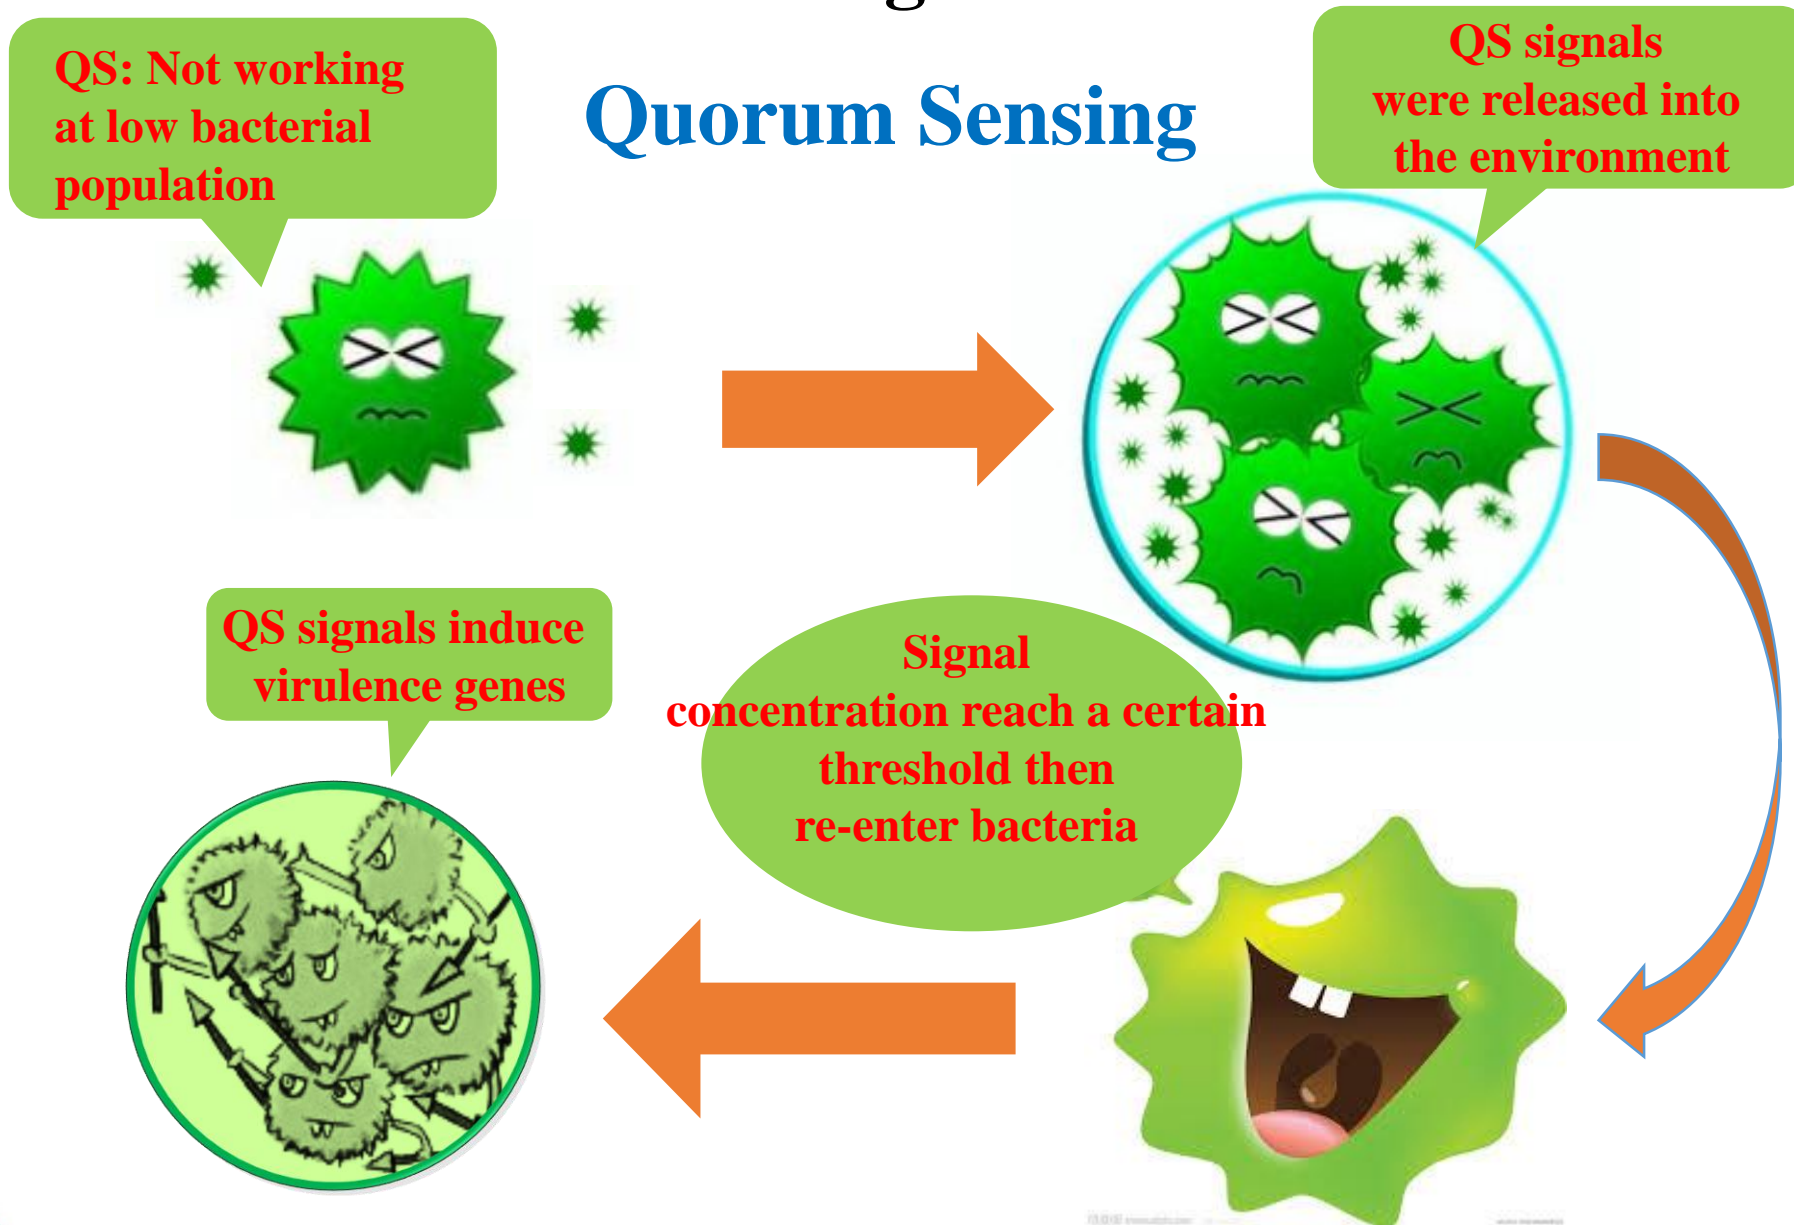 QS: Not working
at low bacterial
population
Quorum Sensing
QS signals
were released into
the environment
QS signals induce
virulence genes
Signal
concentration reach a certain
threshold then
re-enter bacteria